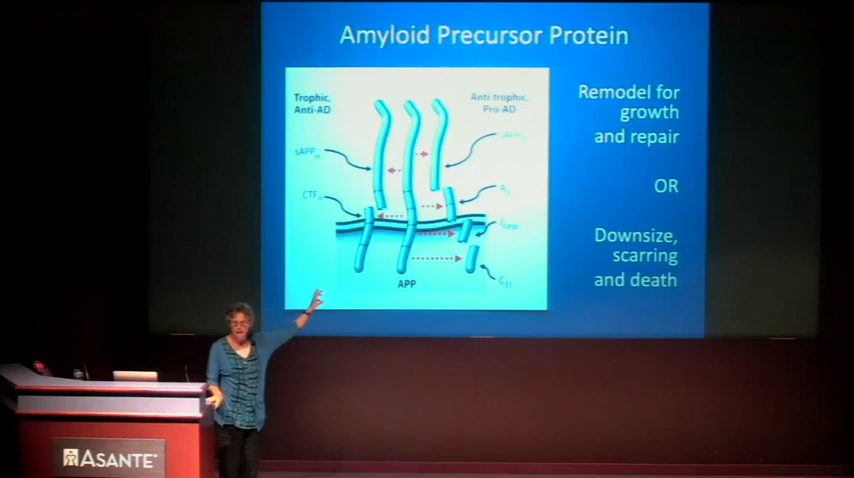 Amyloid Precursor Protein
Trophic,
Anti-AD
Anti trophic,
Pro-AD
sAPPα
CTFα
APP
C31
Remodel for
growth
and repair
OR
Downsize,
scarring
and death
ASANTE